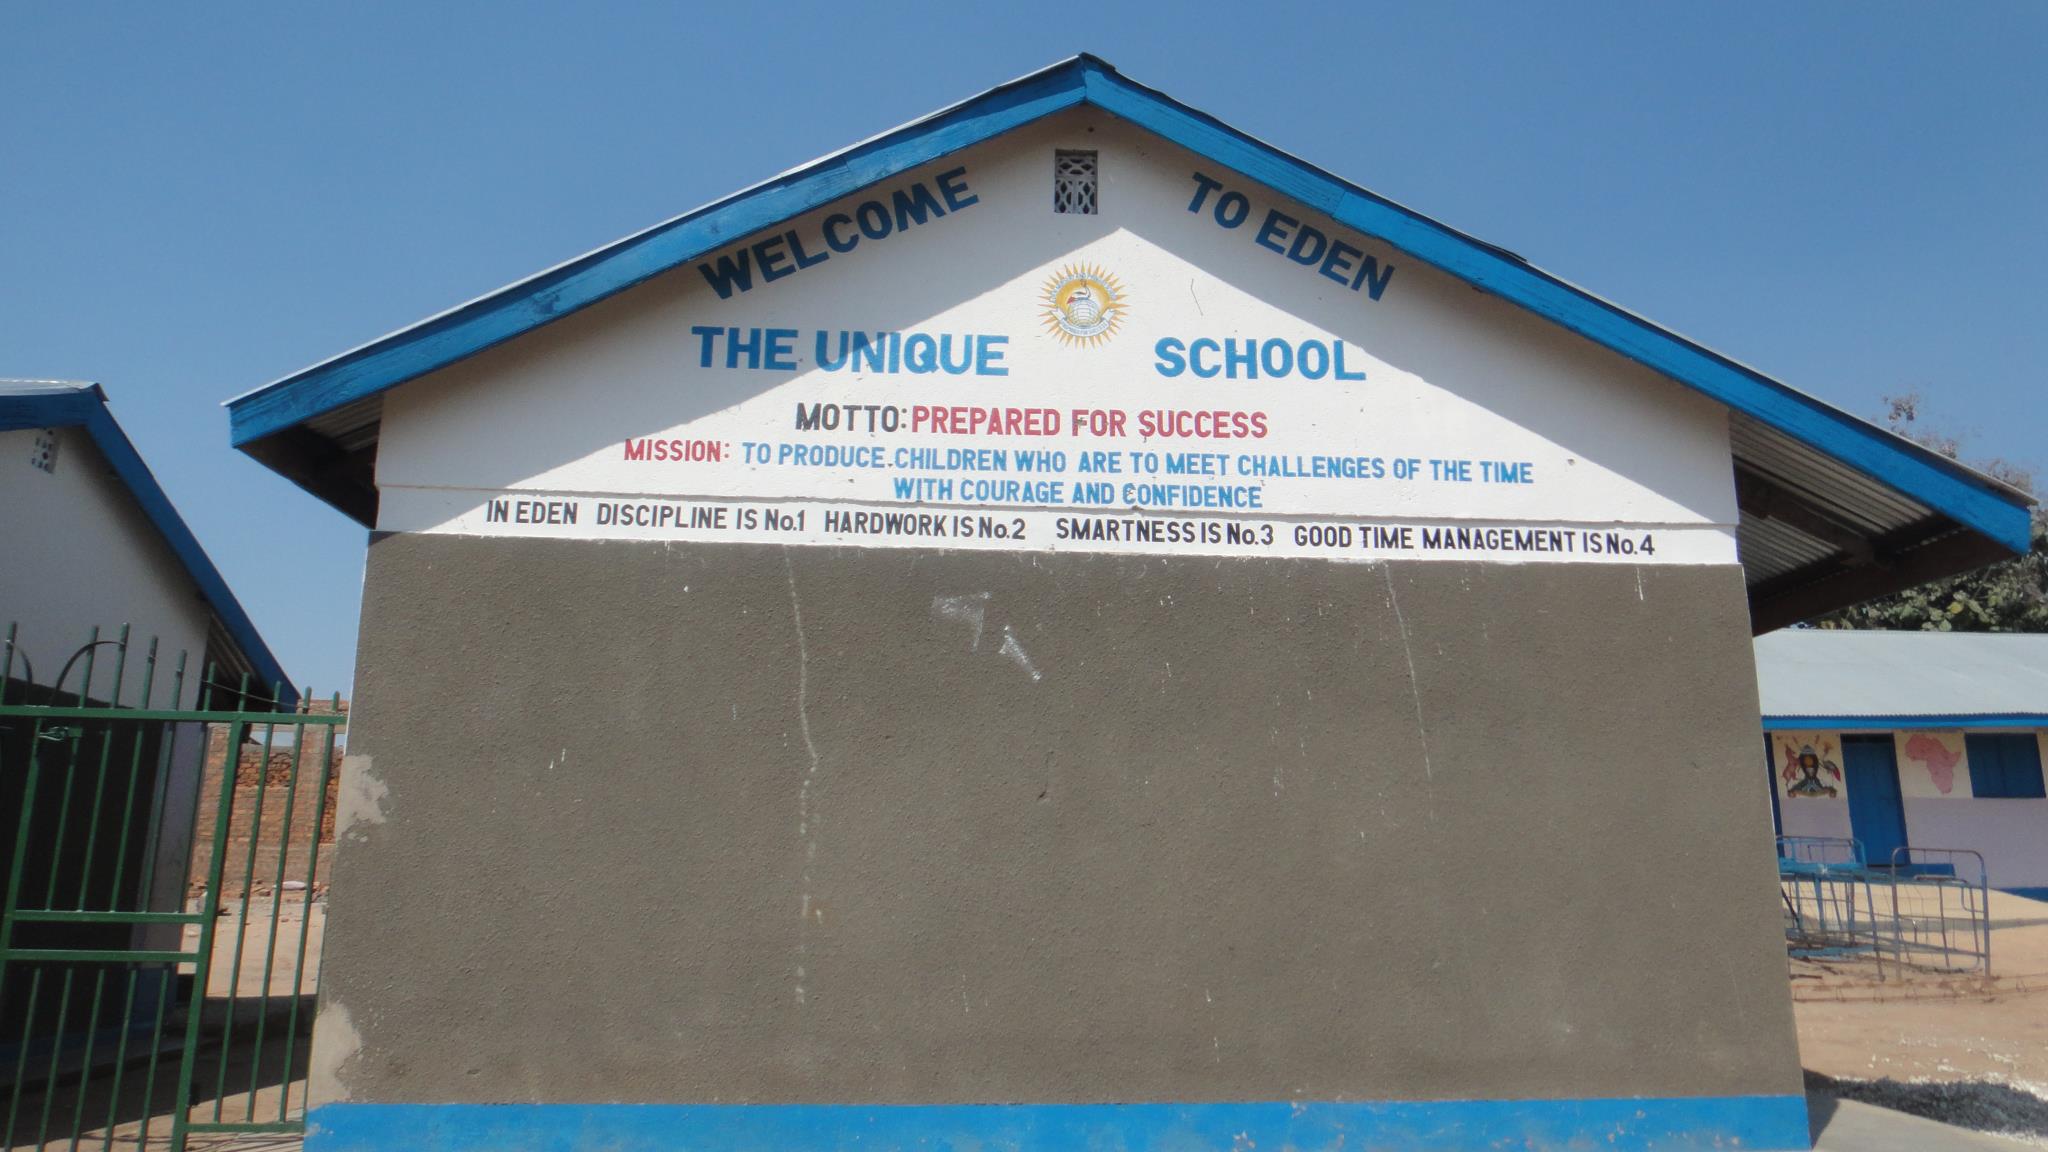 WELCOME TO EDEN
THE UNIQUE SCHOOL
MOTTO: PREPARED FOR SUCCESS
MISSION: TO PRODUCE CHILDREN WHO ARE TO MEET CHALLENGES OF THE TIME
WITH COURAGE AND CONFIDENCE
IN EDEN DISCIPLINE IS No.1 HARDWORK IS No.2 SMARTNESS IS No.3 GOOD TIME MANAGEMENT IS No.4